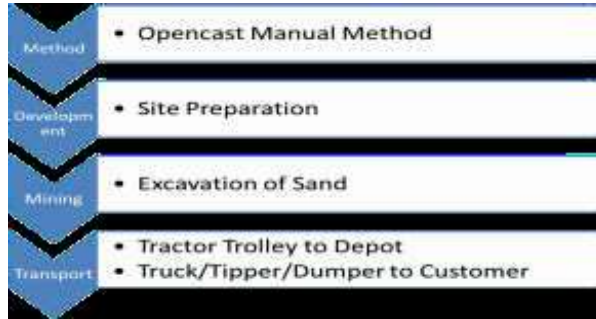 Method
• Opencast Manual Method
Developm
ent
• Site Preparation
Mining
• Excavation of Sand
Transport
• Tractor Trolley to Depot
• Truck/Tipper/Dumper to Customer